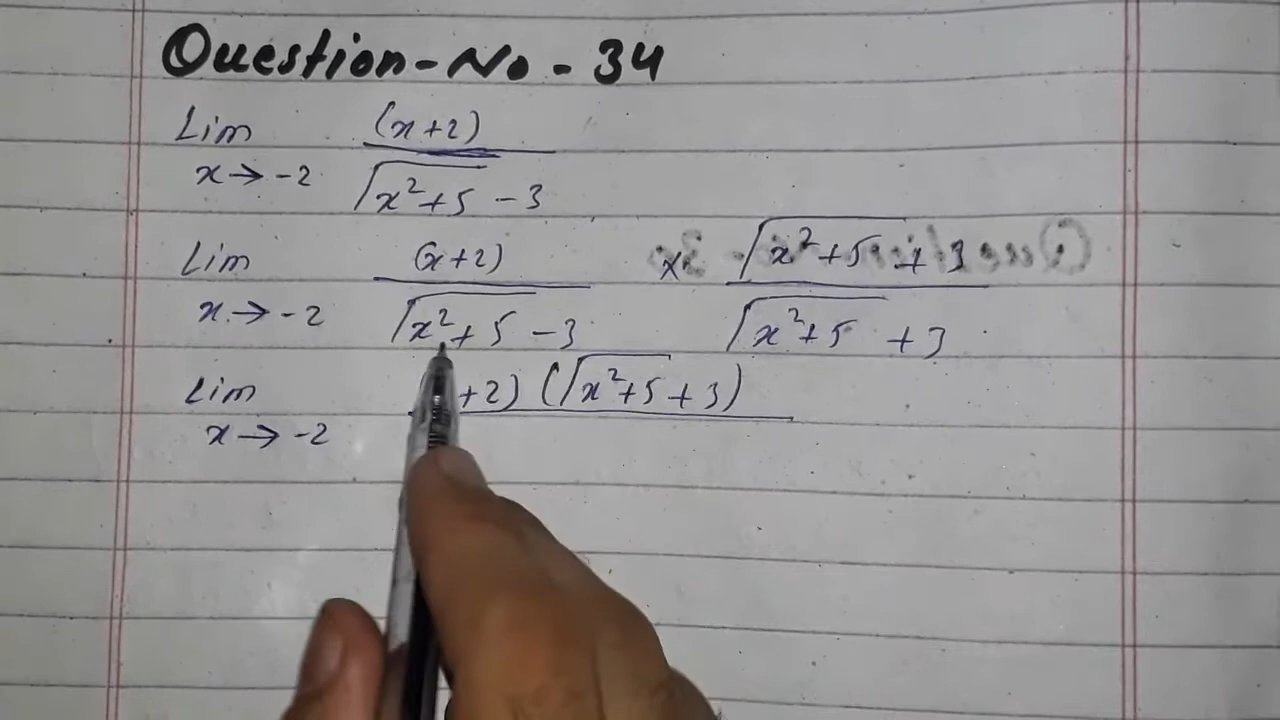 Question-No-34
Lim (x+2)
x→-2 √x²+5 -3
Lim (x+2) × √x²+5 + 3
x→-2 √x²+5 -3 √x²+5 +3
Lim +2) (√x²+5 +3)
x→-2